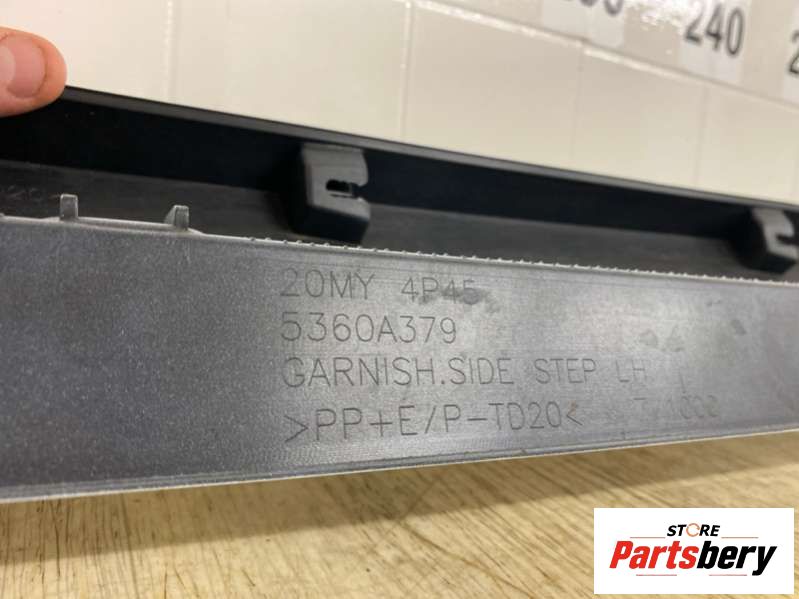 240
20MY 4P45
5360A379
GARNISH.SIDE STEP LH
>PP+E/P-TD20<
STORE
Partsbery